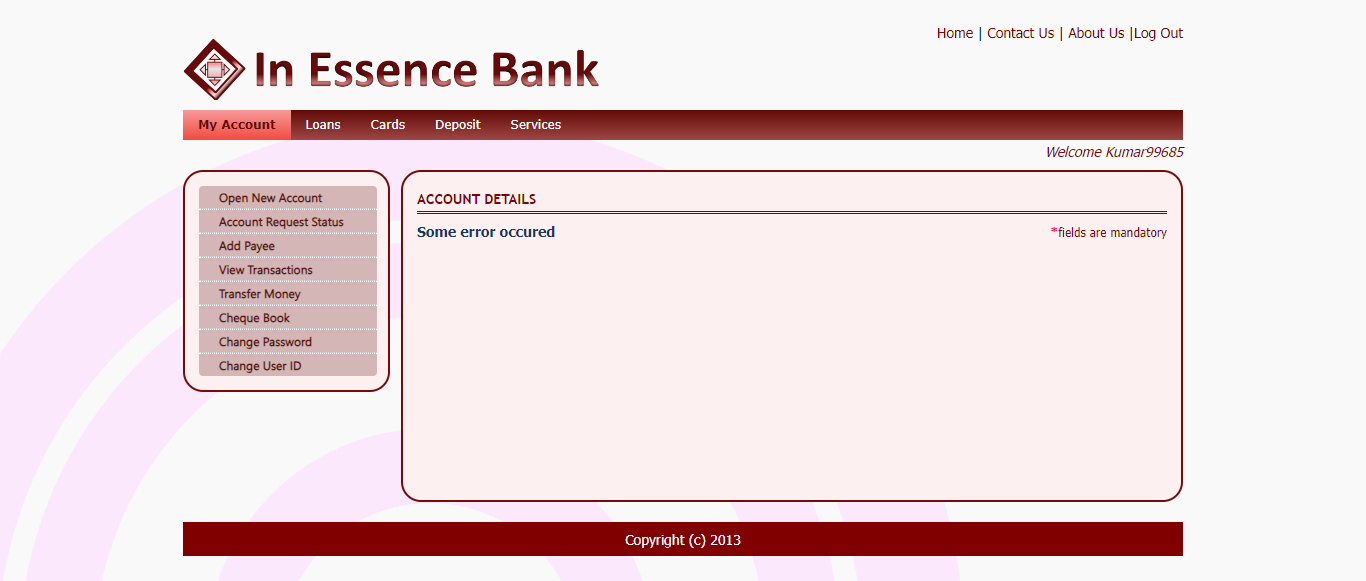 Home | Contact Us | About Us |Log Out
In Essence Bank
My Account Loans Cards Deposit Services
Welcome Kumar99685
Open New Account
Account Request Status
Add Payee
View Transactions
Transfer Money
Cheque Book
Change Password
Change User ID
ACCOUNT DETAILS
Some error occured *fields are mandatory
Copyright (c) 2013